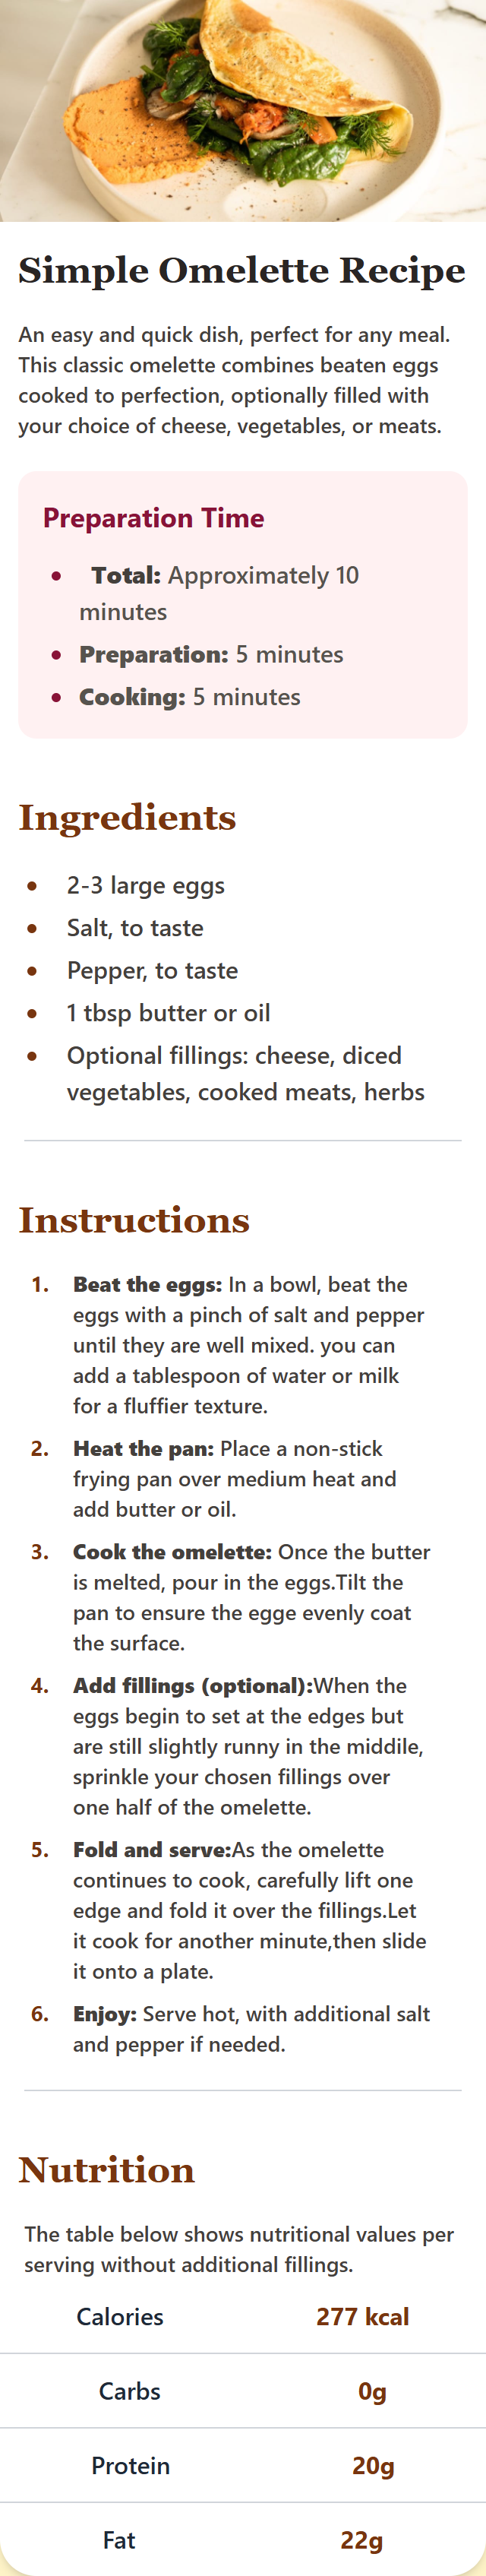 Simple Omelette Recipe
An easy and quick dish, perfect for any meal.
This classic omelette combines beaten eggs
cooked to perfection, optionally filled with
your choice of cheese, vegetables, or meats.
Preparation Time
• Total: Approximately 10
minutes
• Preparation: 5 minutes
• Cooking: 5 minutes
Ingredients
• 2-3 large eggs
• Salt, to taste
• Pepper, to taste
• 1 tbsp butter or oil
• Optional fillings: cheese, diced
vegetables, cooked meats, herbs
Instructions
1. Beat the eggs: In a bowl, beat the
eggs with a pinch of salt and pepper
until they are well mixed. you can
add a tablespoon of water or milk
for a fluffier texture.
2. Heat the pan: Place a non-stick
frying pan over medium heat and
add butter or oil.
3. Cook the omelette: Once the butter
is melted, pour in the eggs.Tilt the
pan to ensure the egge evenly coat
the surface.
4. Add fillings (optional):When the
eggs begin to set at the edges but
are still slightly runny in the middile,
sprinkle your chosen fillings over
one half of the omelette.
5. Fold and serve:As the omelette
continues to cook, carefully lift one
edge and fold it over the fillings.Let
it cook for another minute,then slide
it onto a plate.
6. Enjoy: Serve hot, with additional salt
and pepper if needed.
Nutrition
The table below shows nutritional values per
serving without additional fillings.
Calories 277 kcal
Carbs 0g
Protein 20g
Fat 22g